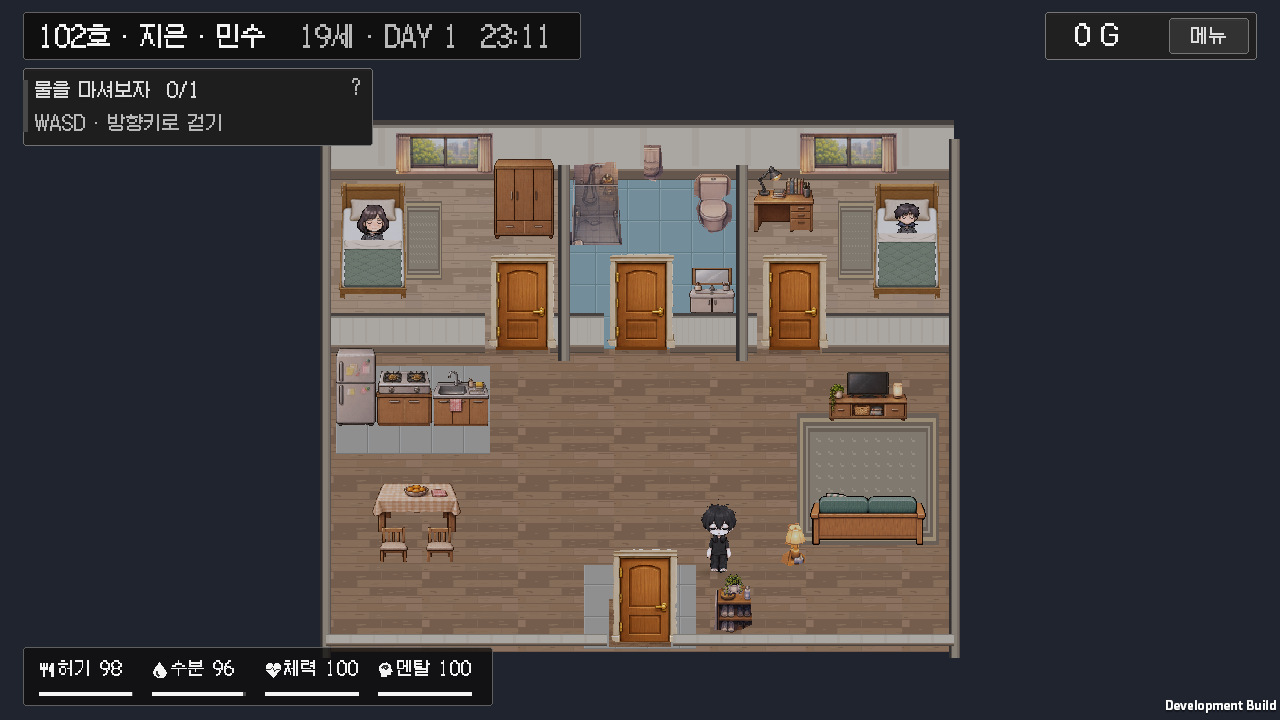 102호 · 지은 · 민수 19세 · DAY 1 23:11
0 G 메뉴
물을 마셔보자 0/1 ?
WASD · 방향키로 걷기
허기 98 수분 96 체력 100 멘탈 100
Development Build